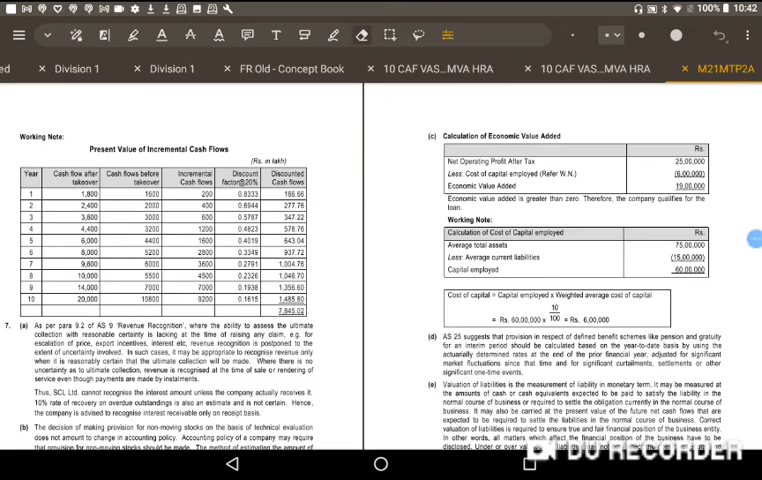 100% 10:42
ed × Division 1 × Division 1 × FR Old - Concept Book × 10 CAF VAS...MVA HRA × 10 CAF VAS...MVA HRA × M21MTP2A
Working Note:
Present Value of Incremental Cash Flows
(Rs. in lakh)
Year Cash flow after takeover Cash flows before takeover Incremental Cash flows Discount factor@20% Discounted Cash flows
1 1,800 1600 200 0.8333 166.66
2 2,400 2000 400 0.6944 277.76
3 3,600 3000 600 0.5787 347.22
4 4,400 3200 1200 0.4823 578.76
5 6,000 4400 1600 0.4019 643.04
6 8,000 5200 2800 0.3349 937.72
7 9,600 6000 3600 0.2791 1004.76
8 10,000 5500 4500 0.2326 1,046.70
9 14,000 7000 7000 0.1938 1,356.60
10 20,000 10800 9200 0.1615 1,485.80
7,845.02
7. (a) As per para 9.2 of AS 9 'Revenue Recognition', where the ability to assess the ultimate
collection with reasonable certainty is lacking at the time of raising any claim, e.g. for
escalation of price, export incentives, interest etc, revenue recognition is postponed to the
extent of uncertainty involved. In such cases, it may be appropriate to recognise revenue only
when it is reasonably certain that the ultimate collection will be made. Where there is no
uncertainty as to ultimate collection, revenue is recognised at the time of sale or rendering of
service even though payments are made by instalments.
Thus, SCL Ltd. cannot recognise the interest amount unless the company actually receives it.
10% rate of recovery on overdue outstandings is also an estimate and is not certain. Hence,
the company is advised to recognise interest receivable only on receipt basis.
(b) The decision of making provision for non-moving stocks on the basis of technical evaluation
does not amount to change in accounting policy. Accounting policy of a company may require
that provision for non-moving stocks should be made. The method of estimating the amount of
(c) Calculation of Economic Value Added
Rs.
Net Operating Profit After Tax 25,00,000
Less: Cost of capital employed (Refer W.N.) (6,00,000)
Economic Value Added 19,00,000
Economic value added is greater than zero. Therefore, the company qualifies for the
loan.
Working Note:
Calculation of Cost of Capital employed Rs.
Average total assets 75,00,000
Less: Average current liabilities (15,00,000)
Capital employed 60,00,000
Cost of capital = Capital employed x Weighted average cost of capital
= Rs. 60,00,000 x 10/100 = Rs. 6,00,000
(d) AS 25 suggests that provision in respect of defined benefit schemes like pension and gratuity
for an interim period should be calculated based on the year-to-date basis by using the
actuarially determined rates at the end of the prior financial year, adjusted for significant
market fluctuations since that time and for significant curtailments, settlements or other
significant one-time events.
(e) Valuation of liabilities is the measurement of liability in monetary term. It may be measured at
the amounts of cash or cash equivalents expected to be paid to satisfy the liability in the
normal course of business or required to settle the obligation currently in the normal course of
business. It may also be carried at the present value of the future net cash flows that are
expected to be required to settle the liabilities in the normal course of business. Correct
valuation of liabilities is required to ensure true and fair financial position of the business entity.
In other words, all matters which affect the financial position of the business have to be
disclosed. Under or over
DU RECORDER